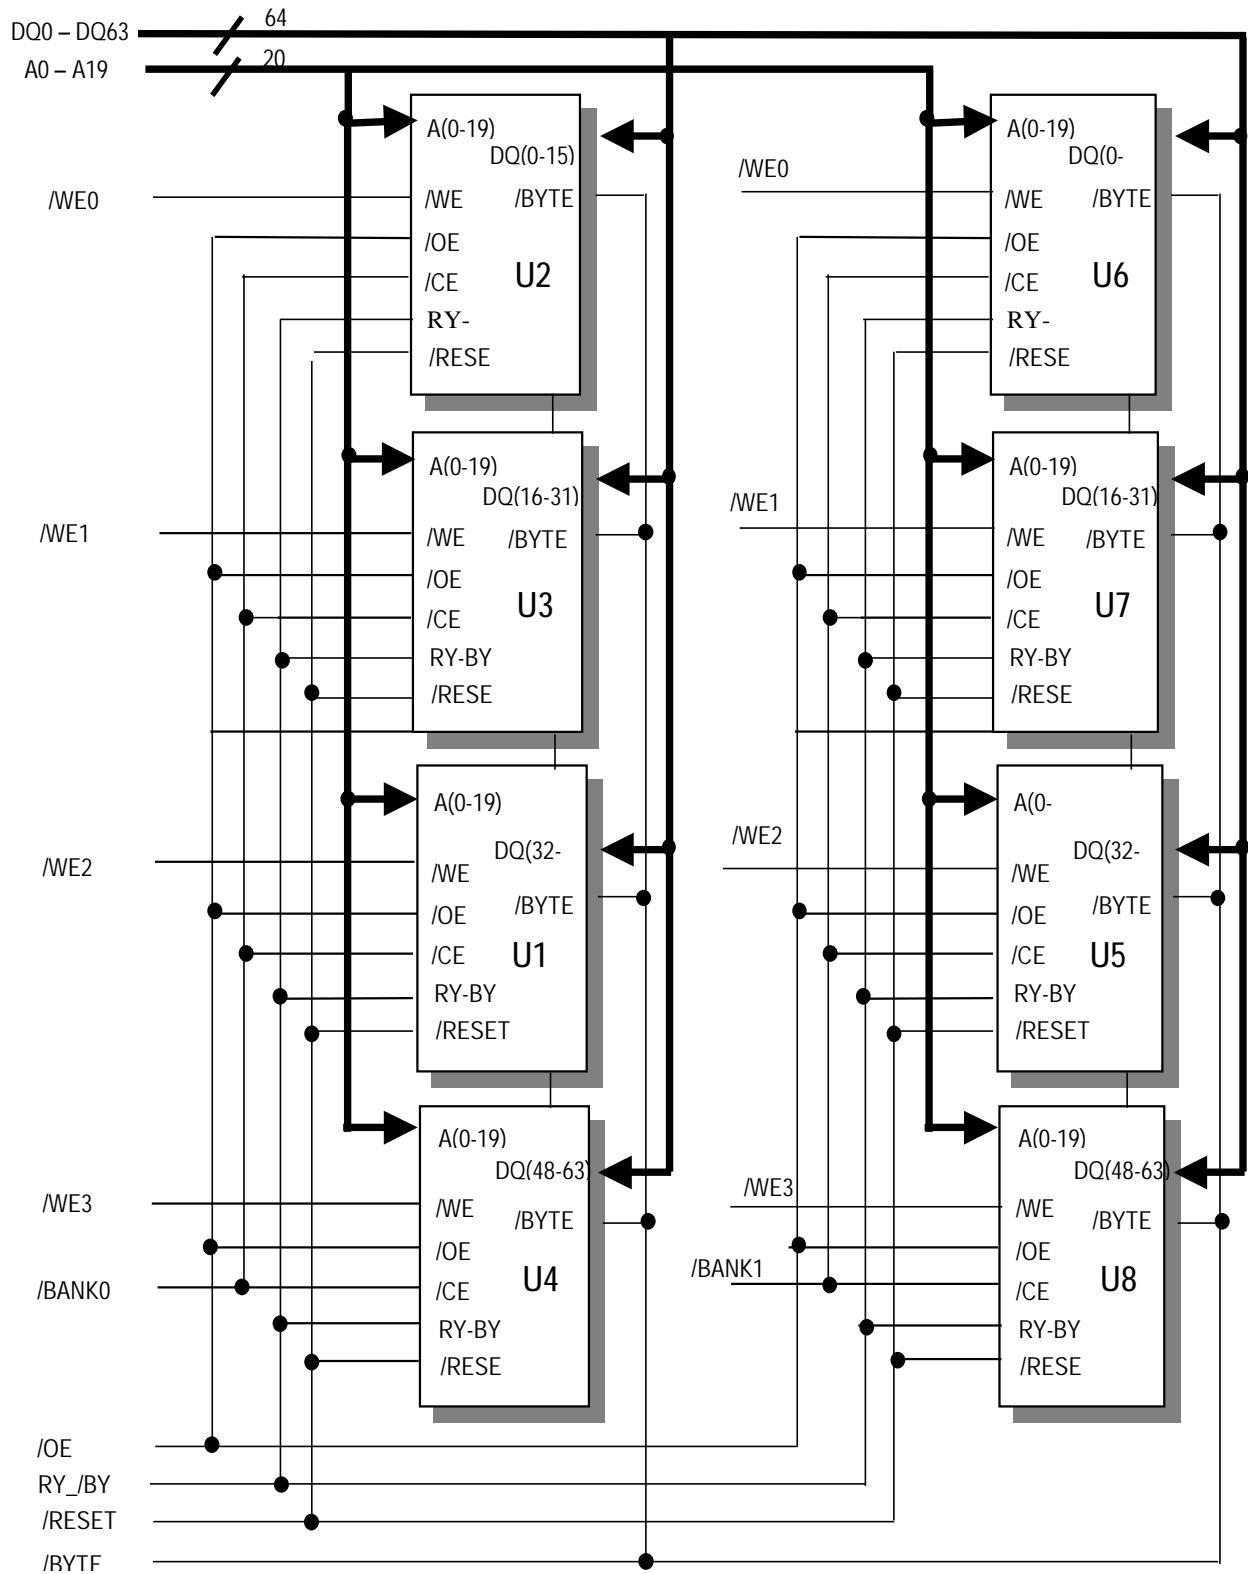 DQ0 – DQ63
64
A0 – A19
20
A(0-19)
DQ(0-15)
/WE0
/WE
/BYTE
/OE
/CE
U2
RY-
/RESE
A(0-19)
DQ(0-
/WE0
/WE
/BYTE
/OE
/CE
U6
RY-
/RESE
A(0-19)
DQ(16-31)
/WE1
/WE
/BYTE
/OE
U3
/CE
RY-BY
/RESE
A(0-19)
DQ(16-31)
/WE1
/WE
/BYTE
/OE
U7
/CE
RY-BY
/RESE
A(0-19)
DQ(32-
/WE2
/WE
/BYTE
/OE
/CE
U1
RY-BY
/RESET
A(0-
DQ(32-
/WE2
/WE
/BYTE
/OE
/CE
U5
RY-BY
/RESET
A(0-19)
DQ(48-63)
/WE3
/WE
/BYTE
/OE
/BANK0
/CE
U4
RY-BY
/RESE
A(0-19)
DQ(48-63)
/WE3
/WE
/BYTE
/OE
/BANK1
/CE
U8
RY-BY
/RESE
/OE
RY_/BY
/RESET
/BYTE